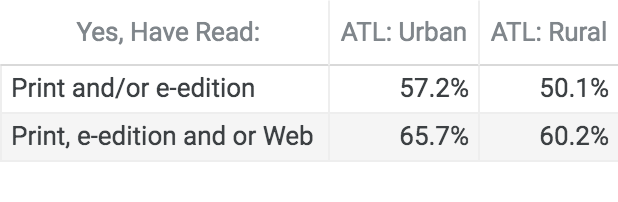 Yes, Have Read: ATL: Urban ATL: Rural
Print and/or e-edition 57.2% 50.1%
Print, e-edition and or Web 65.7% 60.2%